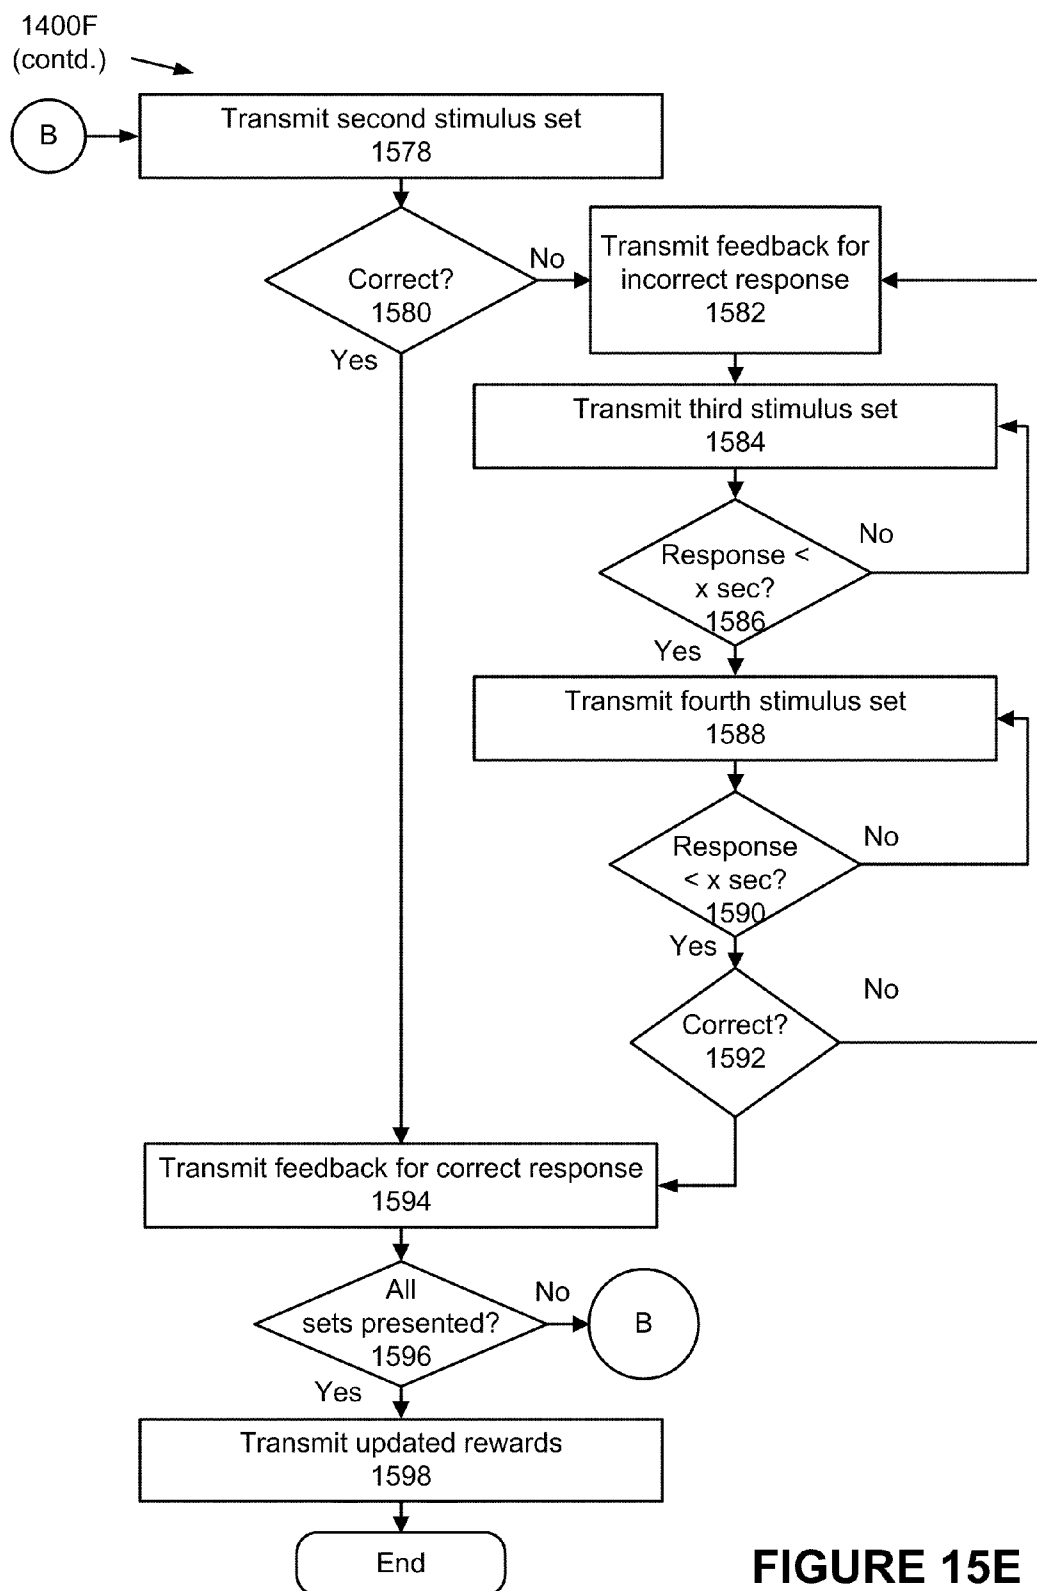 1400F
(contd.)
B
Transmit second stimulus set
1578
Correct?
1580
No
Yes
Transmit feedback for
incorrect response
1582
Transmit third stimulus set
1584
Response <
x sec?
1586
No
Yes
Transmit fourth stimulus set
1588
Response
< x sec?
1590
No
Yes
Correct?
1592
No
Transmit feedback for correct response
1594
All
sets presented?
1596
No
B
Yes
Transmit updated rewards
1598
End
FIGURE 15E